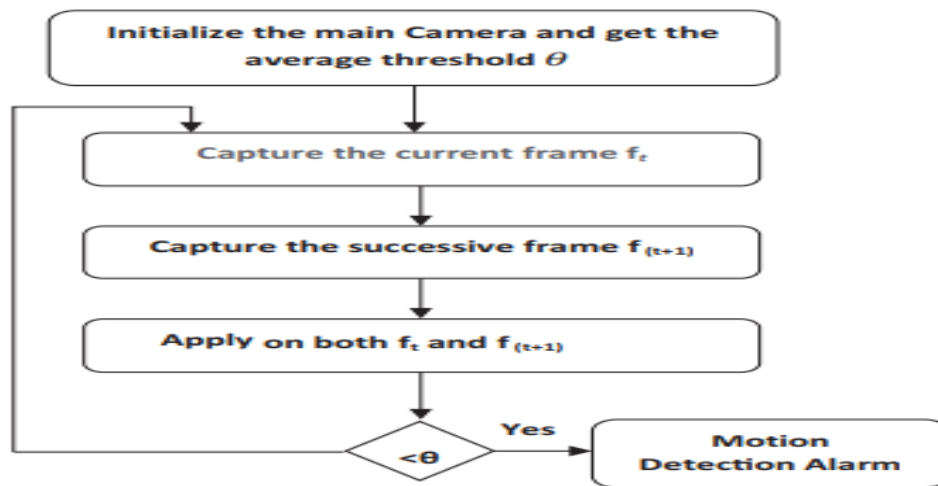 Initialize the main Camera and get the
average threshold θ
Capture the current frame fₜ
Capture the successive frame f₍ₜ₊₁₎
Apply on both fₜ and f₍ₜ₊₁₎
<θ
Yes
Motion
Detection Alarm